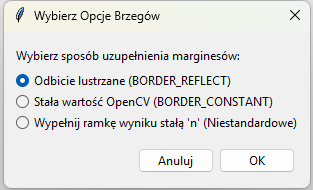 Wybierz Opcje Brzegów
Wybierz sposób uzupełnienia marginesów:
Odbicie lustrzane (BORDER_REFLECT)
Stała wartość OpenCV (BORDER_CONSTANT)
Wypełnij ramkę wyniku stałą 'n' (Niestandardowe)
Anuluj OK